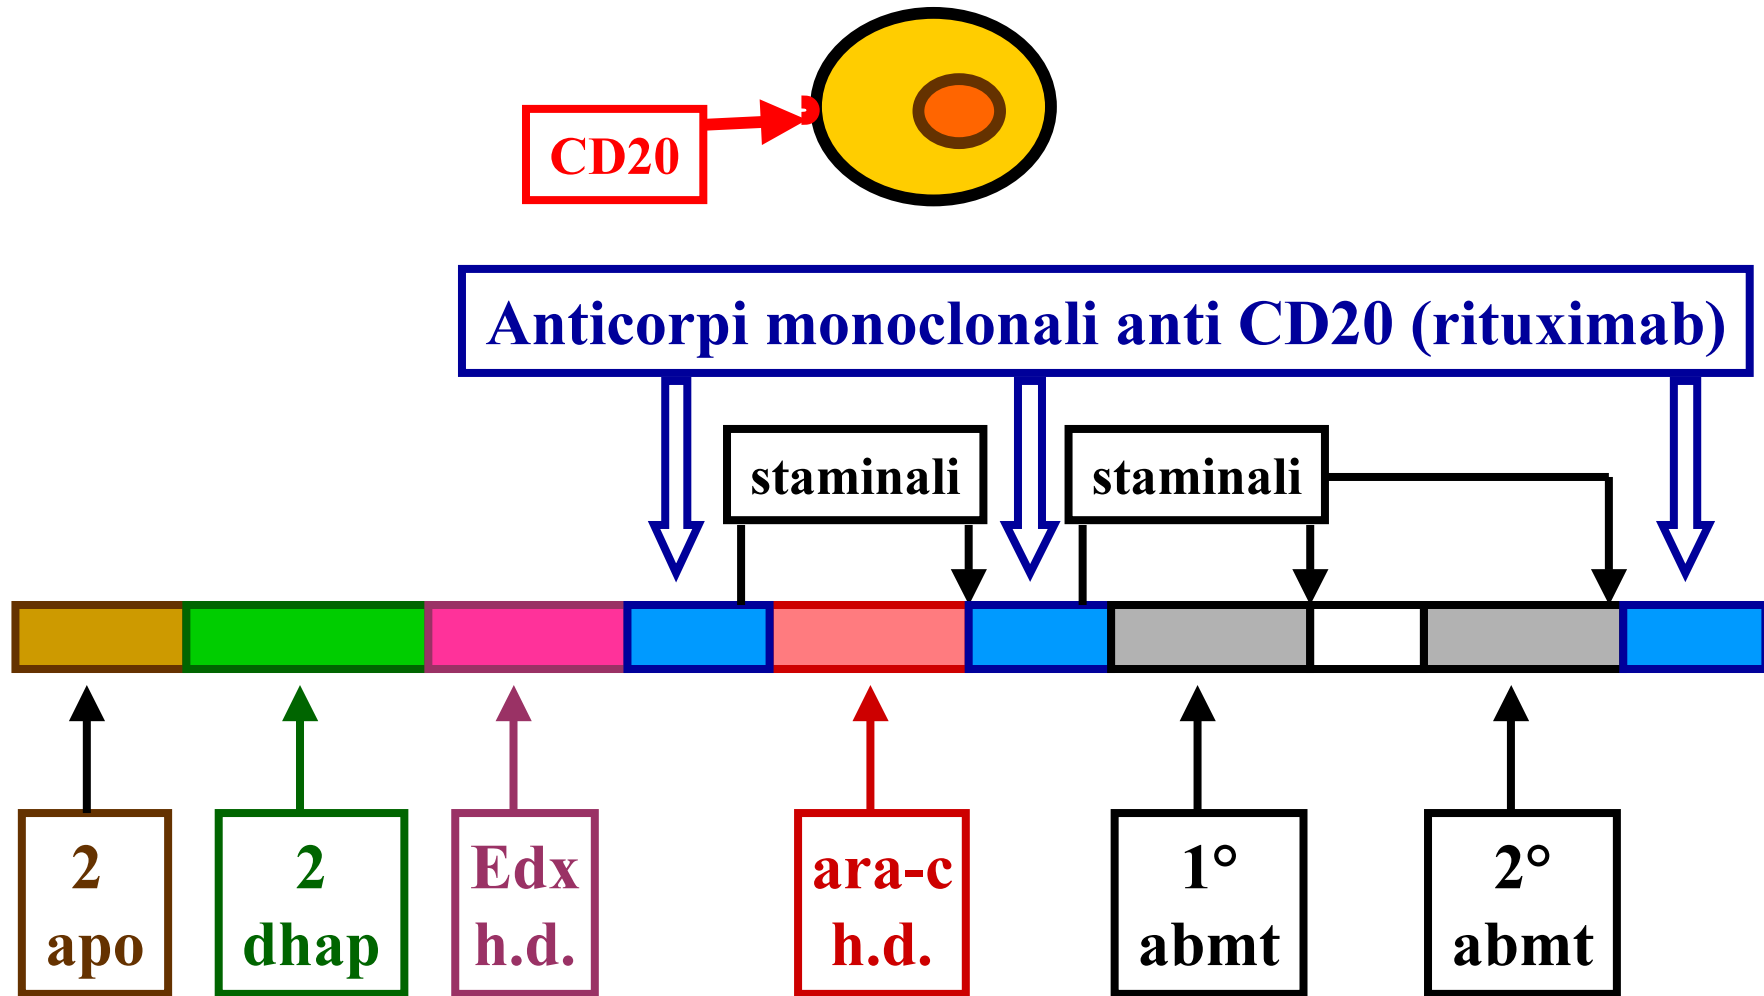 CD20
Anticorpi monoclonali anti CD20 (rituximab)
staminali
staminali
2
apo
2
dhap
Edx
h.d.
ara-c
h.d.
1°
abmt
2°
abmt